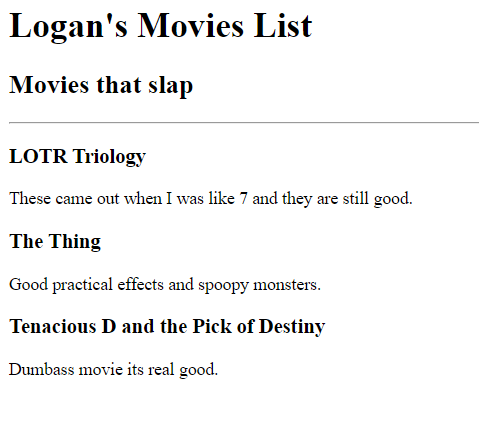 Logan's Movies List
Movies that slap
LOTR Triology
These came out when I was like 7 and they are still good.
The Thing
Good practical effects and spoopy monsters.
Tenacious D and the Pick of Destiny
Dumbass movie its real good.